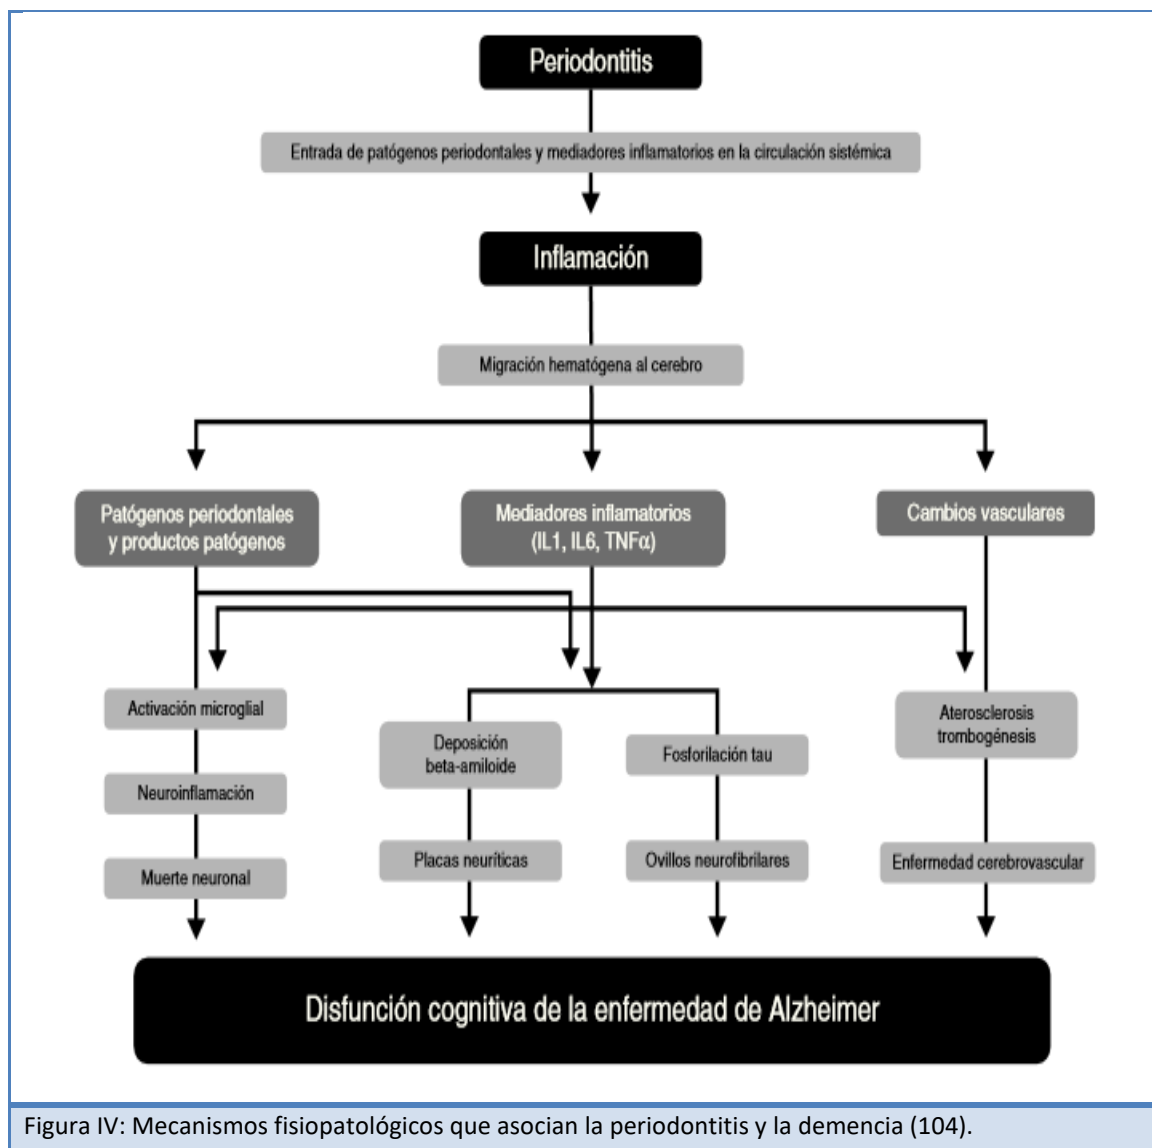 Periodontitis
Entrada de patógenos periodontales y mediadores inflamatorios en la circulación sistémica
Inflamación
Migración hematógena al cerebro
Patógenos periodontales
y productos patógenos
Mediadores inflamatorios
(IL1, IL6, TNFα)
Cambios vasculares
Activación microglial
Neuroinflamación
Muerte neuronal
Deposición
beta-amiloide
Placas neuríticas
Fosforilación tau
Ovillos neurofibrilares
Aterosclerosis
trombogénesis
Enfermedad cerebrovascular
Disfunción cognitiva de la enfermedad de Alzheimer
Figura IV: Mecanismos fisiopatológicos que asocian la periodontitis y la demencia (104).